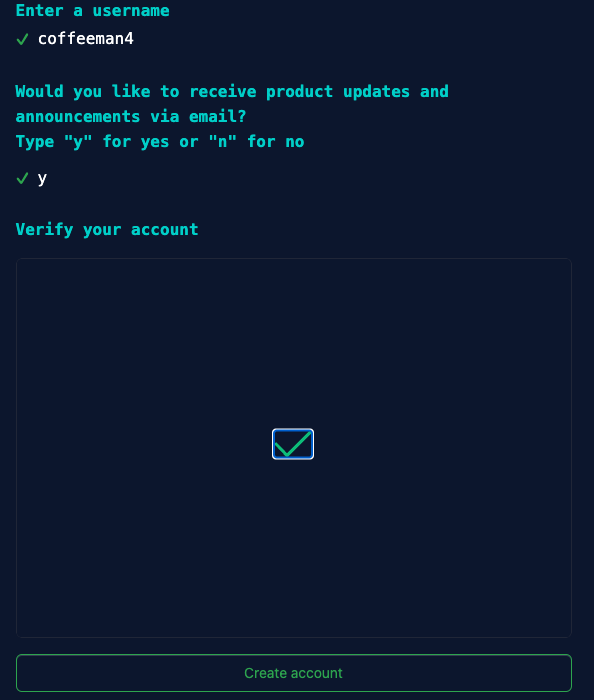 Enter a username
coffeeman4
Would you like to receive product updates and
announcements via email?
Type "y" for yes or "n" for no
y
Verify your account
Create account